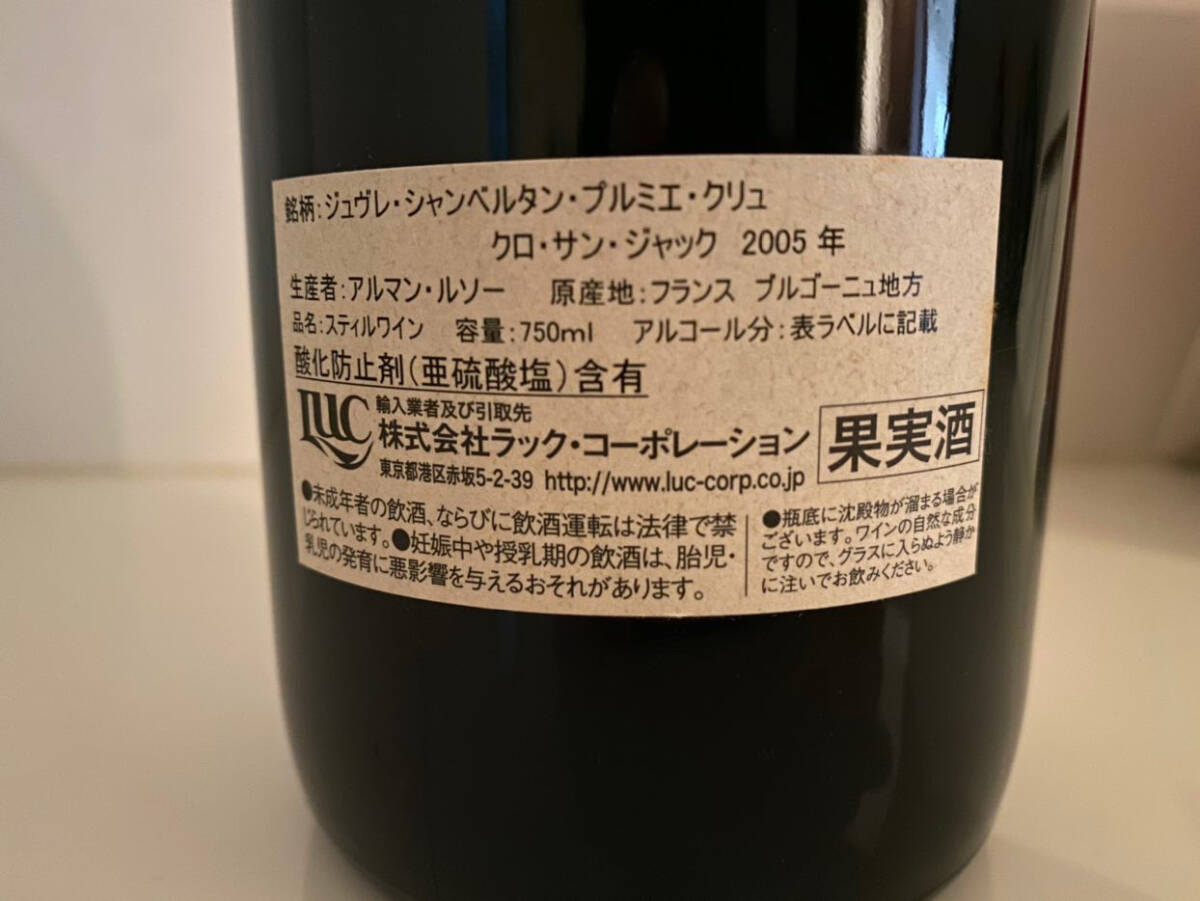 銘柄:ジュヴレ・シャンベルタン・プルミエ・クリュ
クロ・サン・ジャック 2005年
生産者:アルマン・ルソー 原産地:フランス ブルゴーニュ地方
品名:スティルワイン 容量:750ml アルコール分:表ラベルに記載
酸化防止剤(亜硫酸塩)含有
LUC
輸入業者及び引取先
株式会社ラック・コーポレーション
東京都港区赤坂5-2-39 http://www.luc-corp.co.jp
果実酒
●未成年者の飲酒、ならびに飲酒運転は法律で禁
じられています。●妊娠中や授乳期の飲酒は、胎児・
乳児の発育に悪影響を与えるおそれがあります。
●瓶底に沈殿物が溜まる場合が
ございます。ワインの自然な成分
ですので、グラスに入らぬよう静か
に注いでお飲みください。